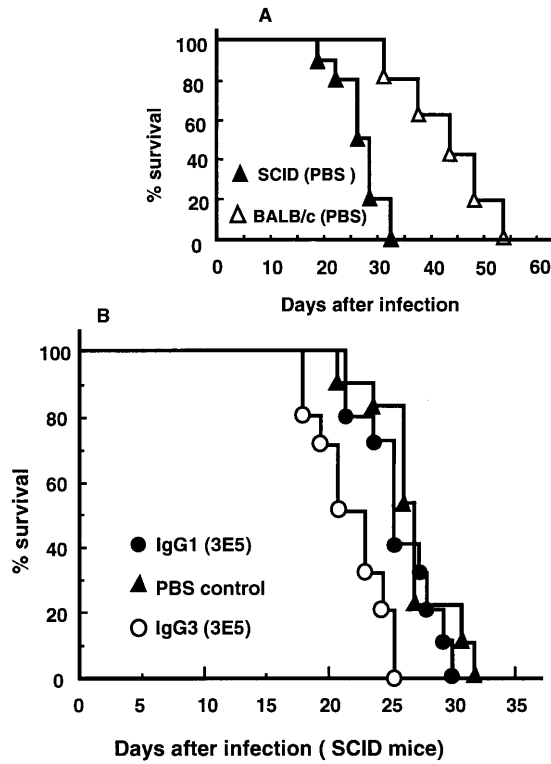 A
% survival
100
80
60
40
20
0
SCID (PBS )
BALB/c (PBS)
0 10 20 30 40 50 60
Days after infection
B
% survival
100
80
60
40
20
0
IgG1 (3E5)
PBS control
IgG3 (3E5)
0 5 10 15 20 25 30 35
Days after infection ( SCID mice)